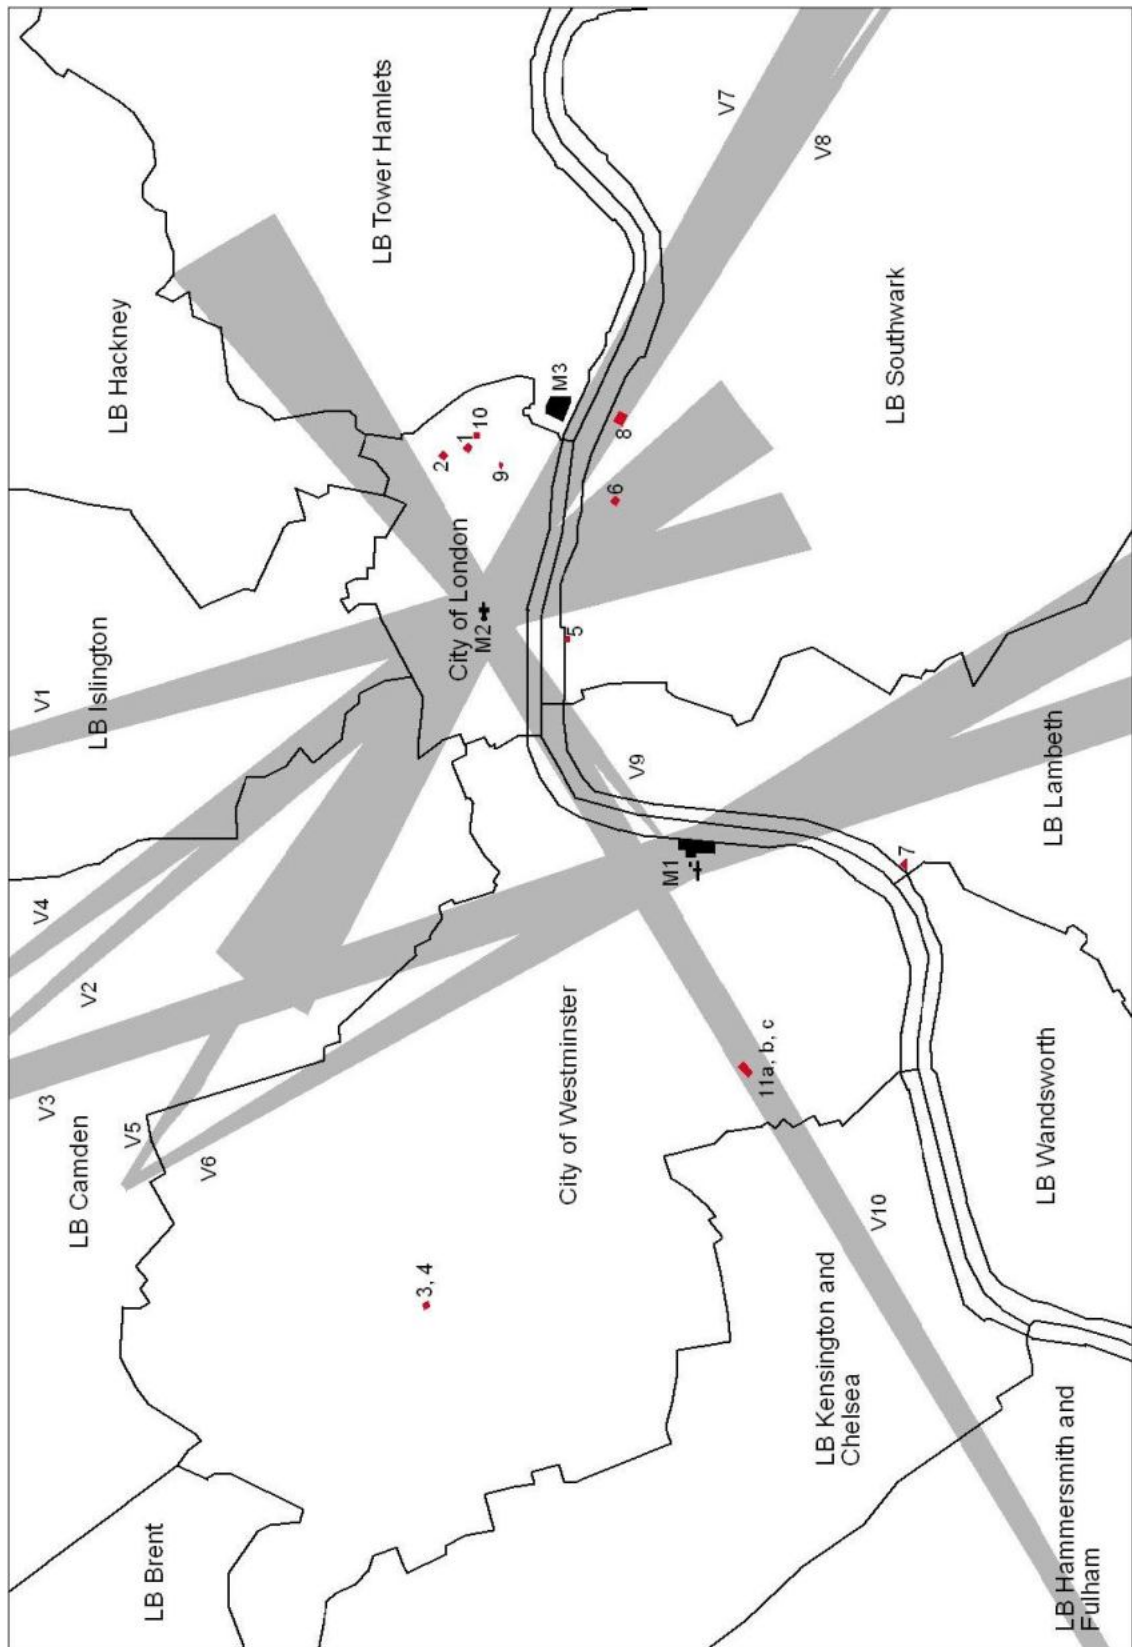 V3
V4
V1
LB Camden
V2
LB Islington
LB Hackney
V5
LB Brent
V6
LB Tower Hamlets
3, 4
2
City of London
1
M2
10
9
M3
City of Westminster
5
6
8
V9
M1
V7
11a, b, c
V8
LB Kensington and
Chelsea
V10
LB Southwark
7
LB Wandsworth
LB Lambeth
LB Hammersmith and
Fulham